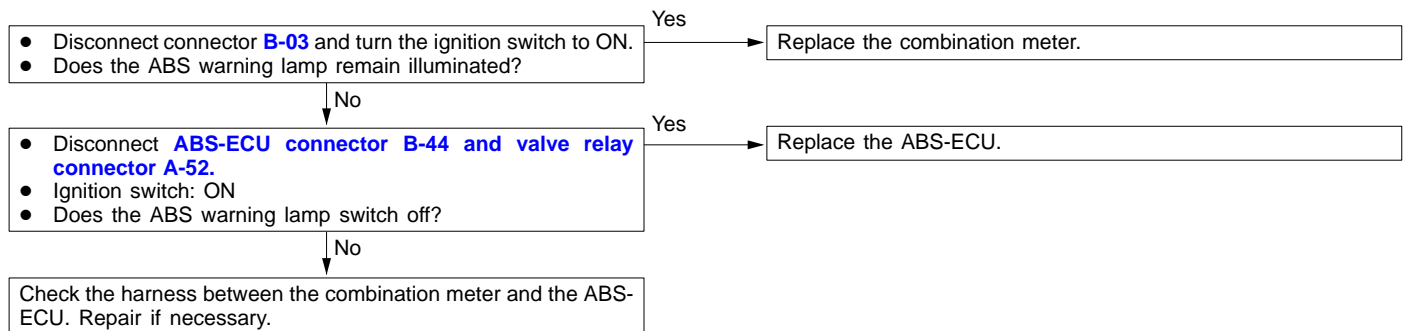 Yes
● Disconnect connector B-03 and turn the ignition switch to ON.
● Does the ABS warning lamp remain illuminated?
Replace the combination meter.
No
Yes
● Disconnect ABS-ECU connector B-44 and valve relay
connector A-52.
● Ignition switch: ON
● Does the ABS warning lamp switch off?
Replace the ABS-ECU.
No
Check the harness between the combination meter and the ABS-
ECU. Repair if necessary.